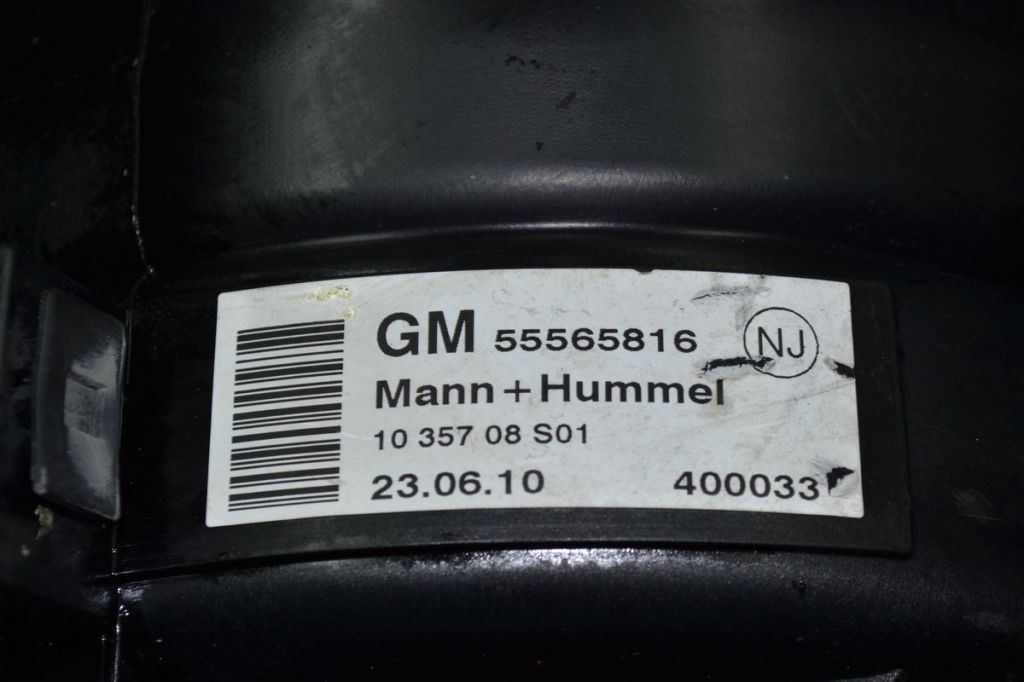 GM 55565816 NJ
Mann+Hummel
10 357 08 S01
23.06.10 400033